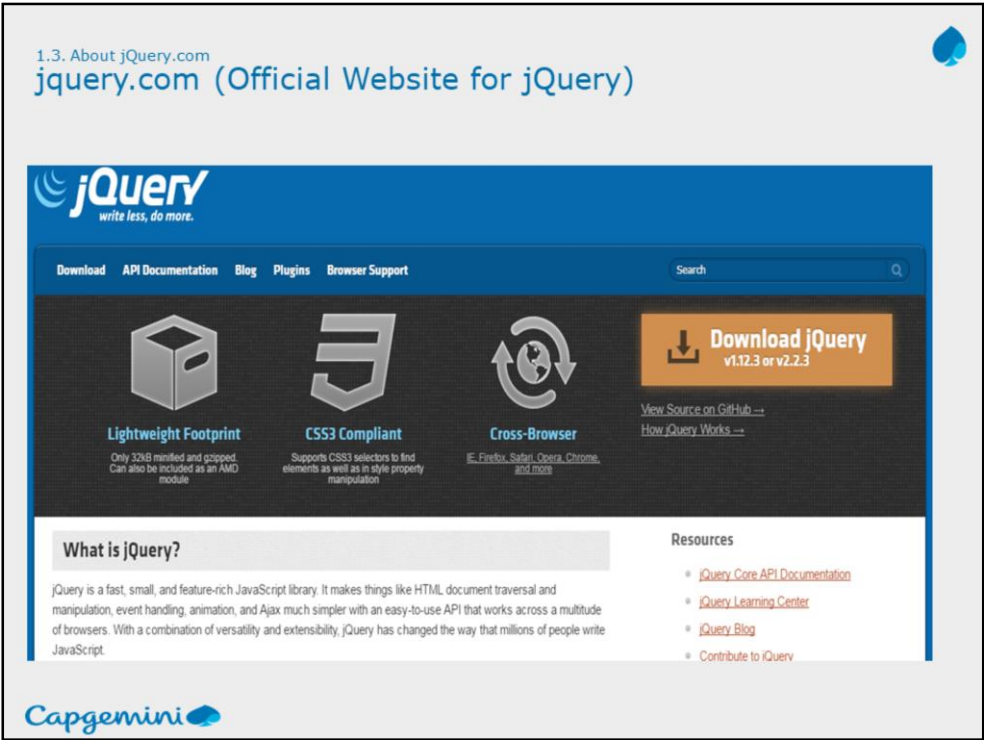 1.3. About jQuery.com
jquery.com (Official Website for jQuery)
jQuery
write less, do more.
Download API Documentation Blog Plugins Browser Support Search
Download jQuery
v1.12.3 or v2.2.3
View Source on GitHub →
How jQuery Works →
Lightweight Footprint
Only 32kB minified and gzipped.
Can also be included as an AMD
module
CSS3 Compliant
Supports CSS3 selectors to find
elements as well as in style property
manipulation
Cross-Browser
IE, Firefox, Safari, Opera, Chrome,
and more
What is jQuery?
jQuery is a fast, small, and feature-rich JavaScript library. It makes things like HTML document traversal and
manipulation, event handling, animation, and Ajax much simpler with an easy-to-use API that works across a multitude
of browsers. With a combination of versatility and extensibility, jQuery has changed the way that millions of people write
JavaScript.
Resources
jQuery Core API Documentation
jQuery Learning Center
jQuery Blog
Contribute to jQuery
Capgemini